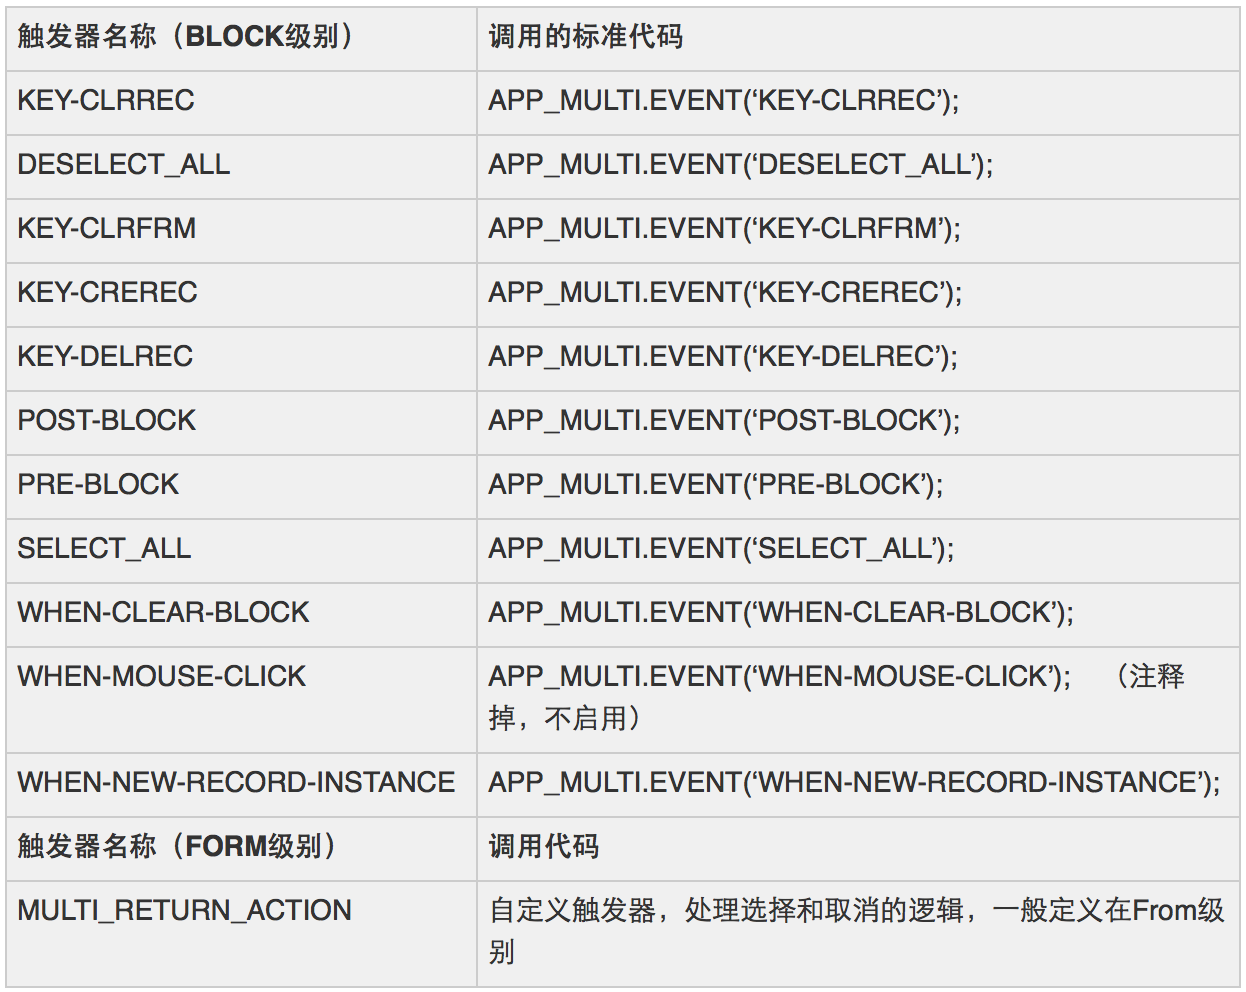 触发器名称（BLOCK级别） 调用的标准代码
KEY-CLRREC APP_MULTI.EVENT(‘KEY-CLRREC’);
DESELECT_ALL APP_MULTI.EVENT(‘DESELECT_ALL’);
KEY-CLRFRM APP_MULTI.EVENT(‘KEY-CLRFRM’);
KEY-CREREC APP_MULTI.EVENT(‘KEY-CREREC’);
KEY-DELREC APP_MULTI.EVENT(‘KEY-DELREC’);
POST-BLOCK APP_MULTI.EVENT(‘POST-BLOCK’);
PRE-BLOCK APP_MULTI.EVENT(‘PRE-BLOCK’);
SELECT_ALL APP_MULTI.EVENT(‘SELECT_ALL’);
WHEN-CLEAR-BLOCK APP_MULTI.EVENT(‘WHEN-CLEAR-BLOCK’);
WHEN-MOUSE-CLICK APP_MULTI.EVENT(‘WHEN-MOUSE-CLICK’); （注释
掉，不启用）
WHEN-NEW-RECORD-INSTANCE APP_MULTI.EVENT(‘WHEN-NEW-RECORD-INSTANCE’);
触发器名称（FORM级别） 调用代码
MULTI_RETURN_ACTION 自定义触发器，处理选择和取消的逻辑，一般定义在From级
别